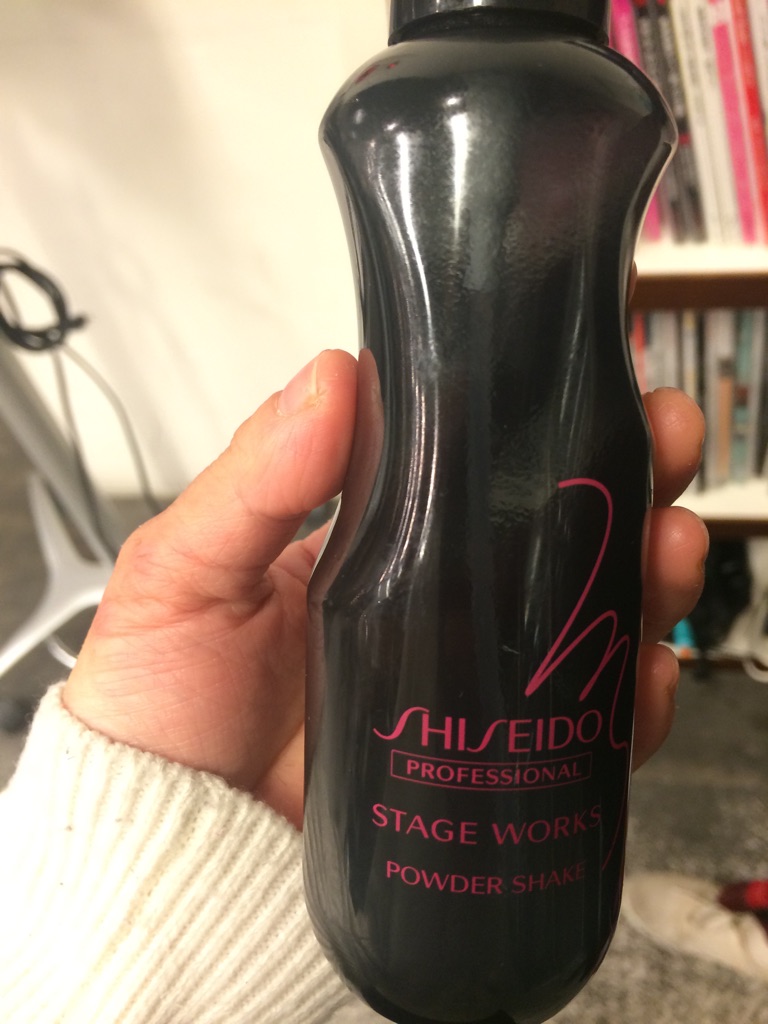 SHISEIDO
PROFESSIONAL
STAGE WORKS
POWDER SHAKE